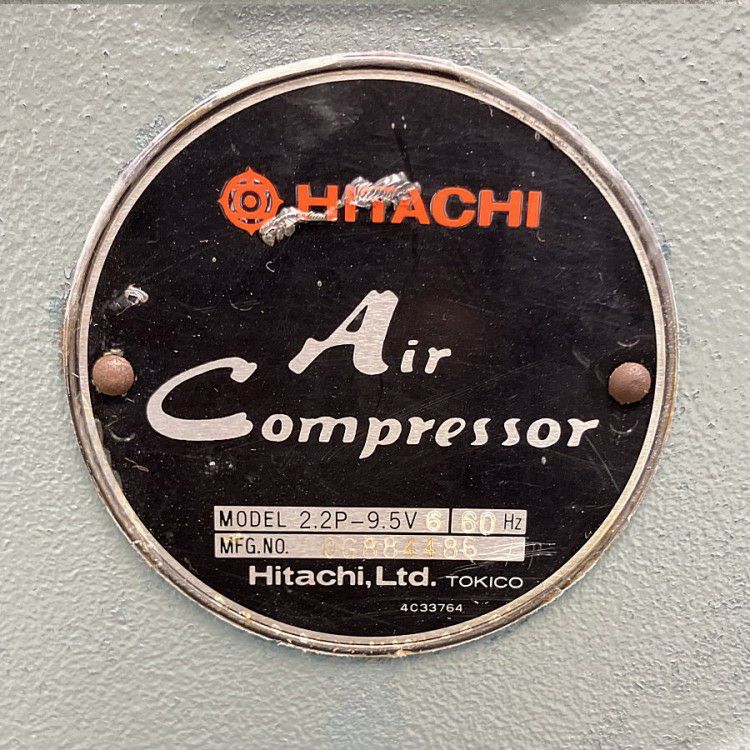 HITACHI
Air
Compressor
MODEL 2.2P-9.5V 6 60 Hz
MFG.NO.
Hitachi, Ltd. TOKICO
4C33764